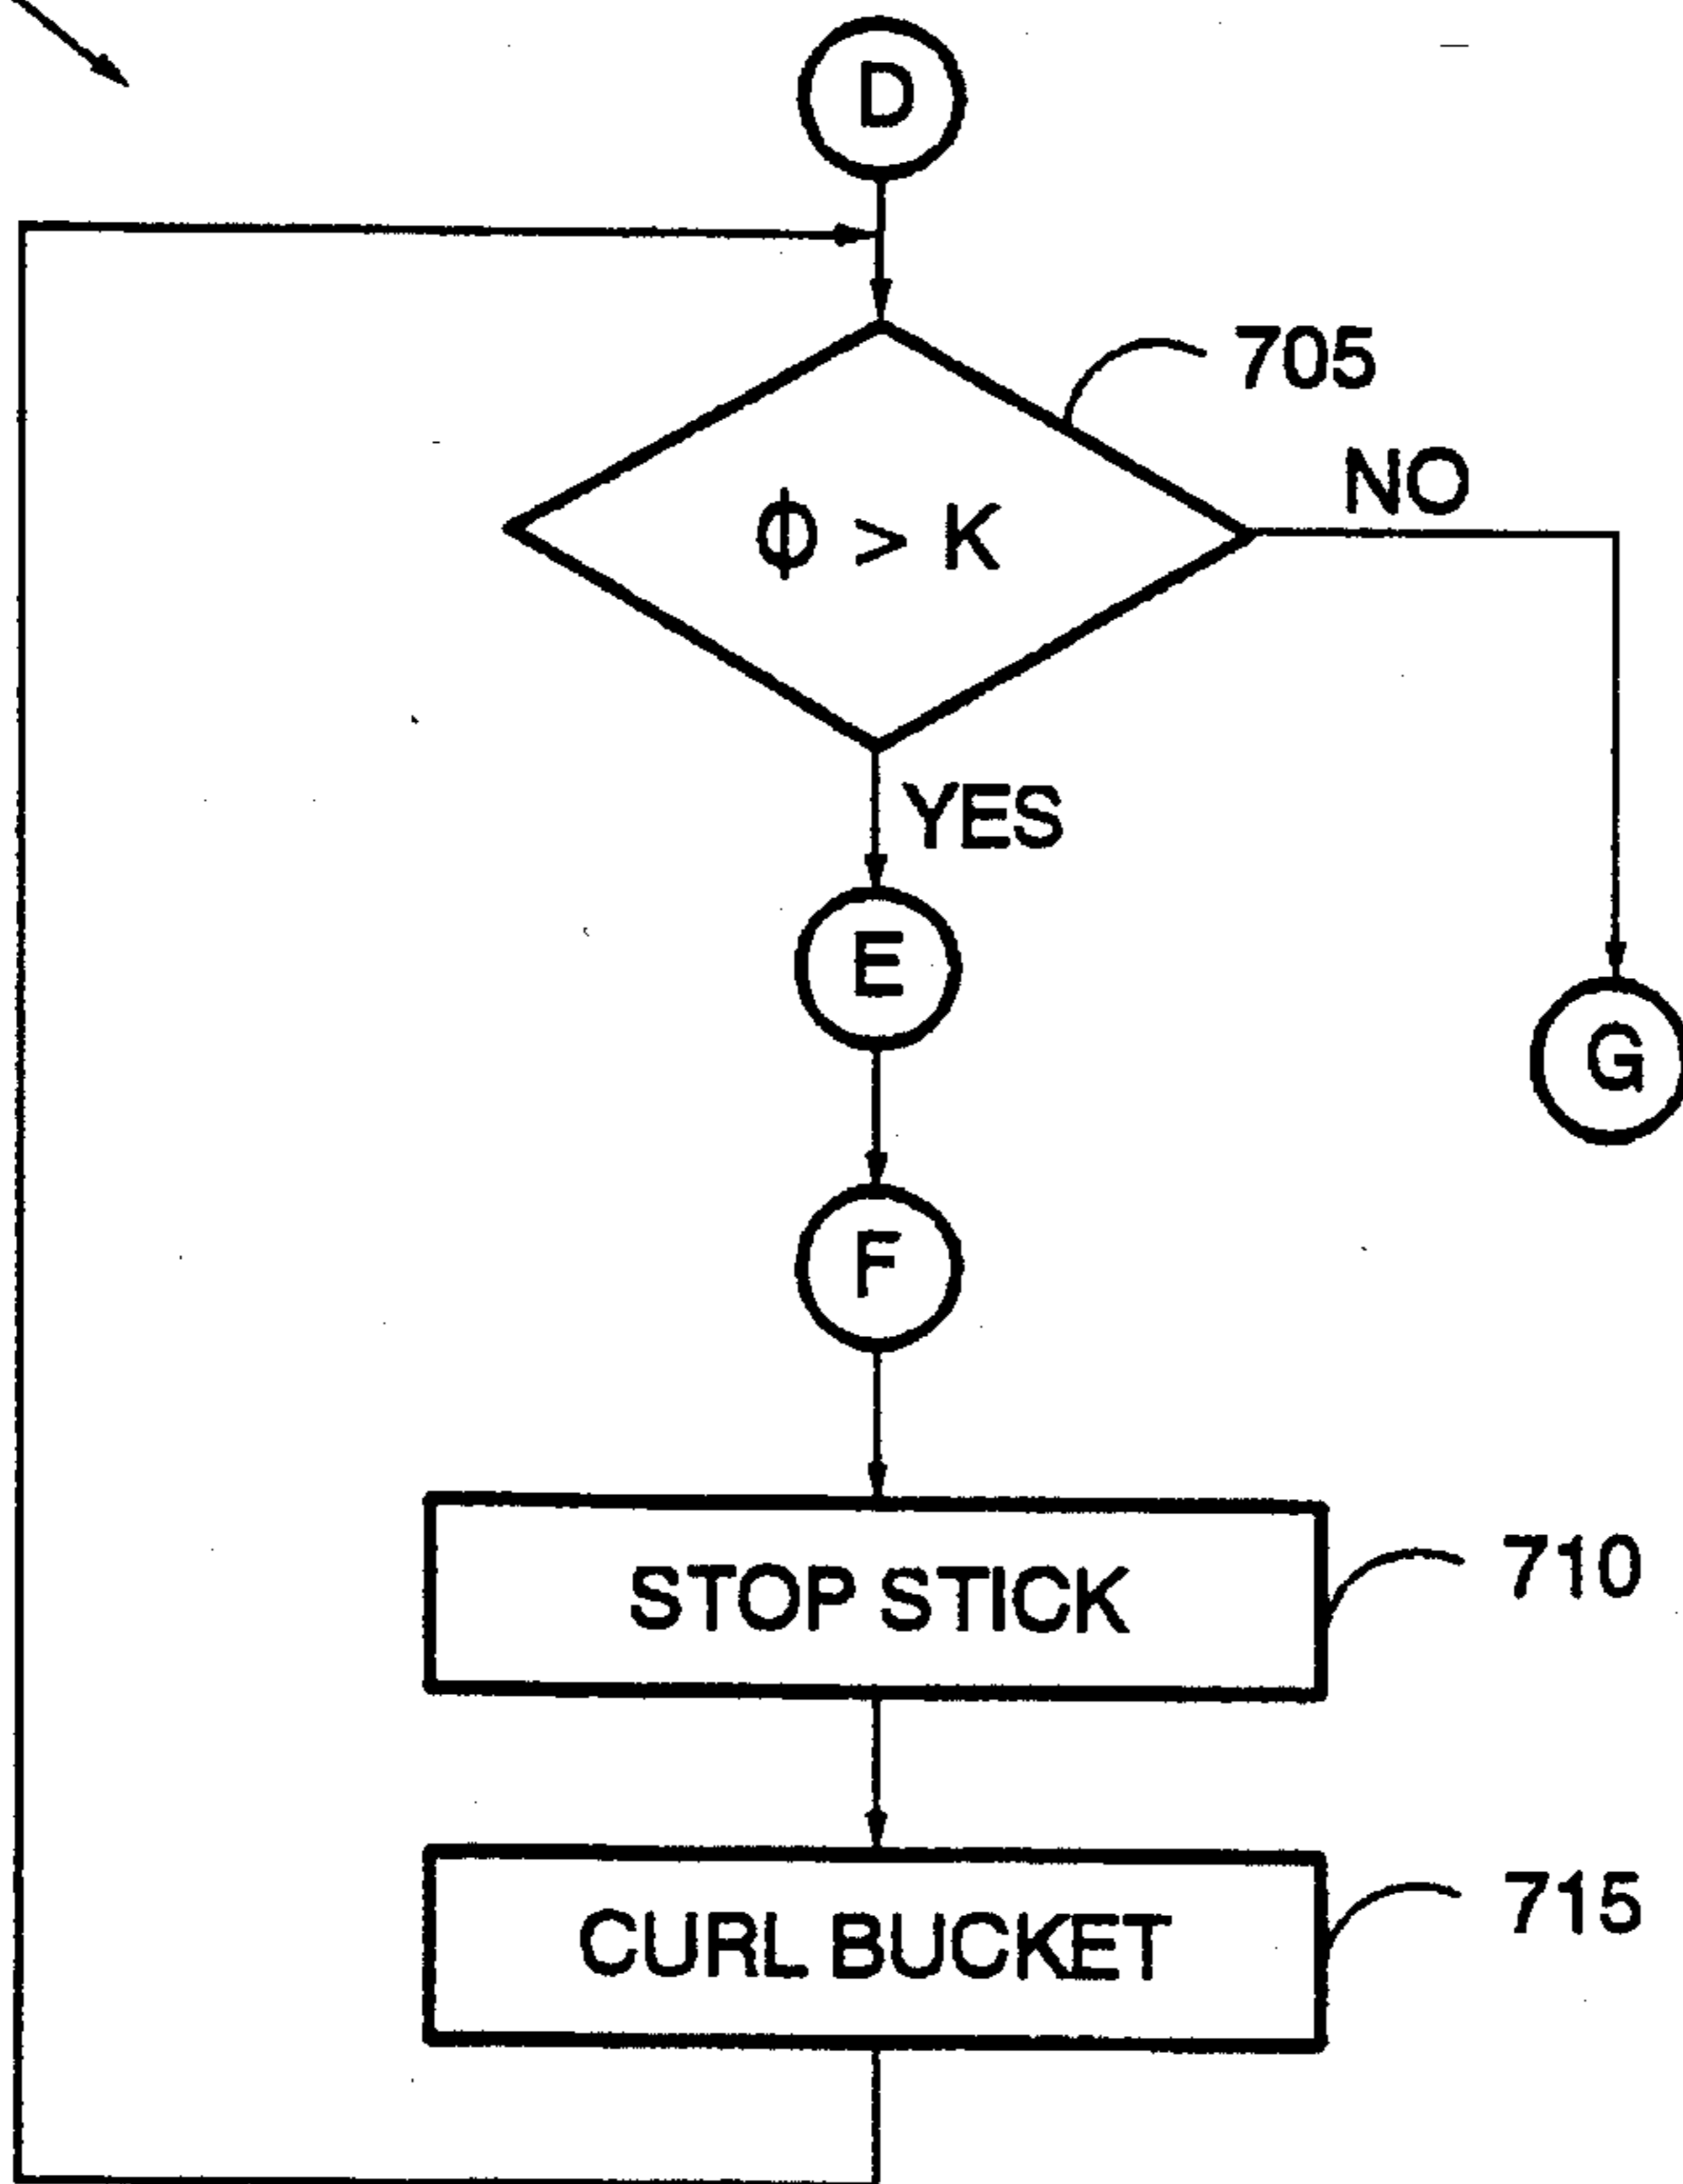 D
705
NO
Φ > K
YES
E
G
F
STOP STICK
710
CURL BUCKET
715